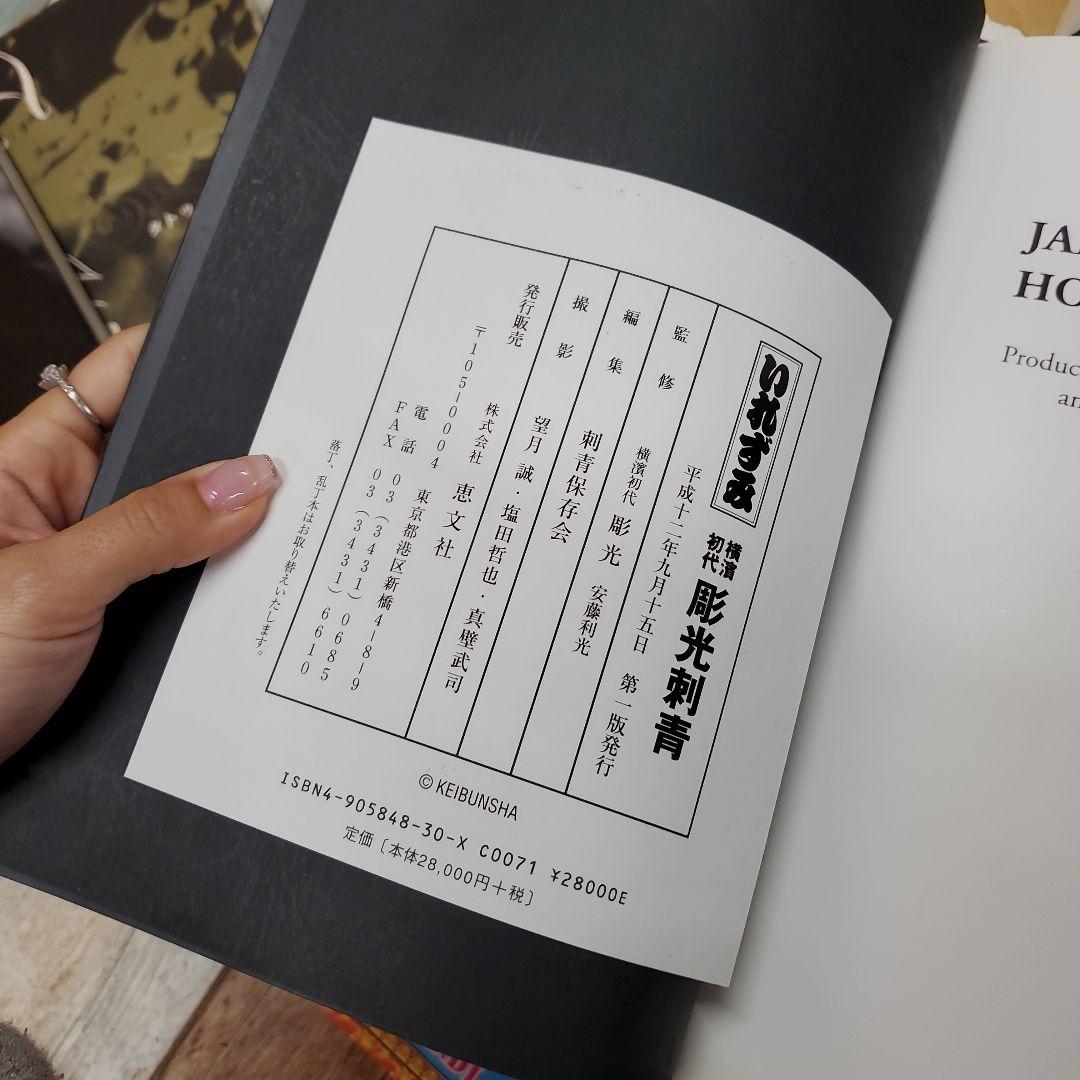 いれずみ 横濱初代 彫光刺青
平成十二年九月十五日 第一版発行
監修 横濱初代 彫光 安藤利光
編集 刺青保存会
撮影 望月 誠・塩田哲也・真壁武司
発行販売 株式会社 恵文社
〒105-0004 東京都港区新橋4-8-9
電話 03(3431)0685
FAX 03(3431)6610
落丁、乱丁本はお取り替えいたします。
© KEIBUNSHA
ISBN4-905848-30-X C0071 ¥28000E
定価〔本体28,000円+税〕
JA
HO
Produc
an